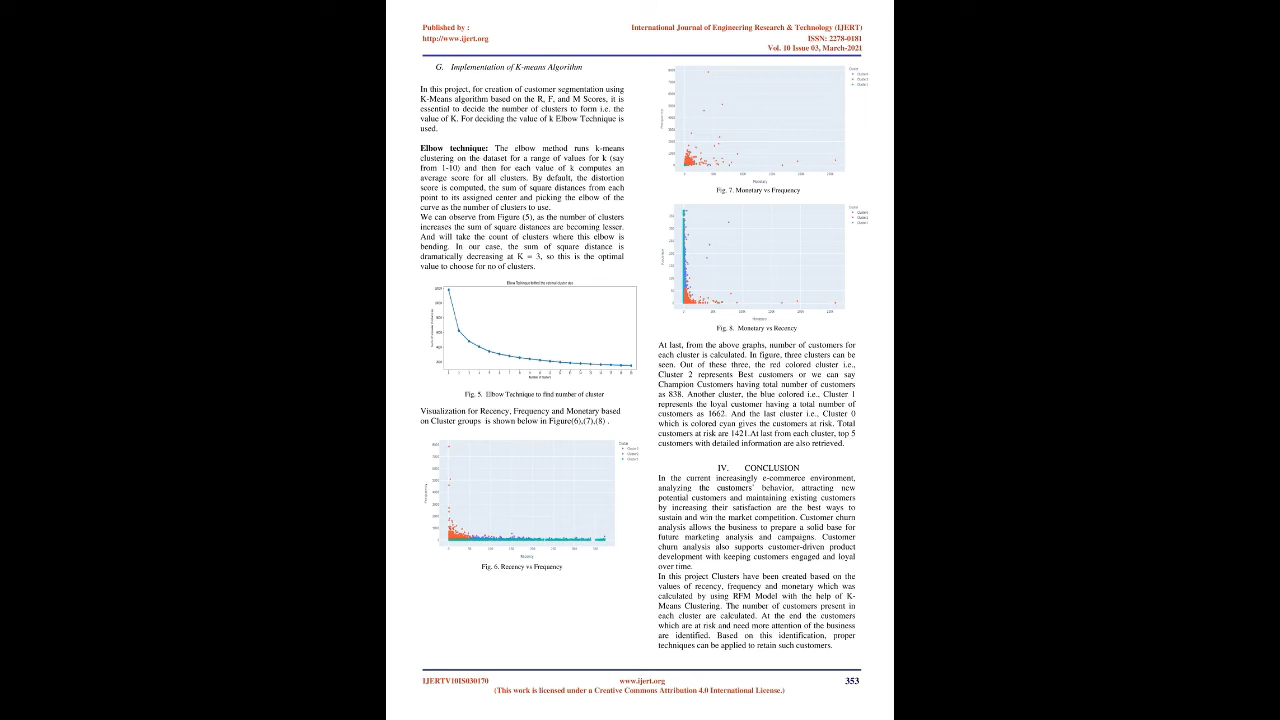 Published by :
http://www.ijert.org
International Journal of Engineering Research & Technology (IJERT)
ISSN: 2278-0181
Vol. 10 Issue 03, March-2021
G. Implementation of K-means Algorithm
In this project, for creation of customer segmentation using
K-Means algorithm based on the R, F, and M Scores, it is
essential to decide the number of clusters to form i.e. the
value of K. For deciding the value of k Elbow Technique is
used.
Elbow technique: The elbow method runs k-means
clustering on the dataset for a range of values for k (say
from 1-10) and then for each value of k computes an
average score for all clusters. By default, the distortion
score is computed, the sum of square distances from each
point to its assigned center and picking the elbow of the
curve as the number of clusters to use.
We can observe from Figure (5), as the number of clusters
increases the sum of square distances are becoming lesser.
And will take the count of clusters where this elbow is
bending. In our case, the sum of square distance is
dramatically decreasing at K = 3, so this is the optimal
value to choose for no of clusters.
Fig. 5. Elbow Technique to find number of cluster
Visualization for Recency, Frequency and Monetary based
on Cluster groups is shown below in Figure(6),(7),(8) .
Recency
Fig. 6. Recency vs Frequency
Monetary
Fig. 7. Monetary vs Frequency
Monetary
Fig. 8. Monetary vs Recency
At last, from the above graphs, number of customers for
each cluster is calculated. In figure, three clusters can be
seen. Out of these three, the red colored cluster i.e.,
Cluster 2 represents Best customers or we can say
Champion Customers having total number of customers
as 838. Another cluster, the blue colored i.e., Cluster 1
represents the loyal customer having a total number of
customers as 1662. And the last cluster i.e., Cluster 0
which is colored cyan gives the customers at risk. Total
customers at risk are 1421.At last from each cluster, top 5
customers with detailed information are also retrieved.
IV. CONCLUSION
In the current increasingly e-commerce environment,
analyzing the customers' behavior, attracting new
potential customers and maintaining existing customers
by increasing their satisfaction are the best ways to
sustain and win the market competition. Customer churn
analysis allows the business to prepare a solid base for
future marketing analysis and campaigns. Customer
churn analysis also supports customer-driven product
development with keeping customers engaged and loyal
over time.
In this project Clusters have been created based on the
values of recency, frequency and monetary which was
calculated by using RFM Model with the help of K-
Means Clustering. The number of customers present in
each cluster are calculated. At the end the customers
which are at risk and need more attention of the business
are identified. Based on this identification, proper
techniques can be applied to retain such customers.
IJERTV10IS030170
www.ijert.org
353
(This work is licensed under a Creative Commons Attribution 4.0 International License.)